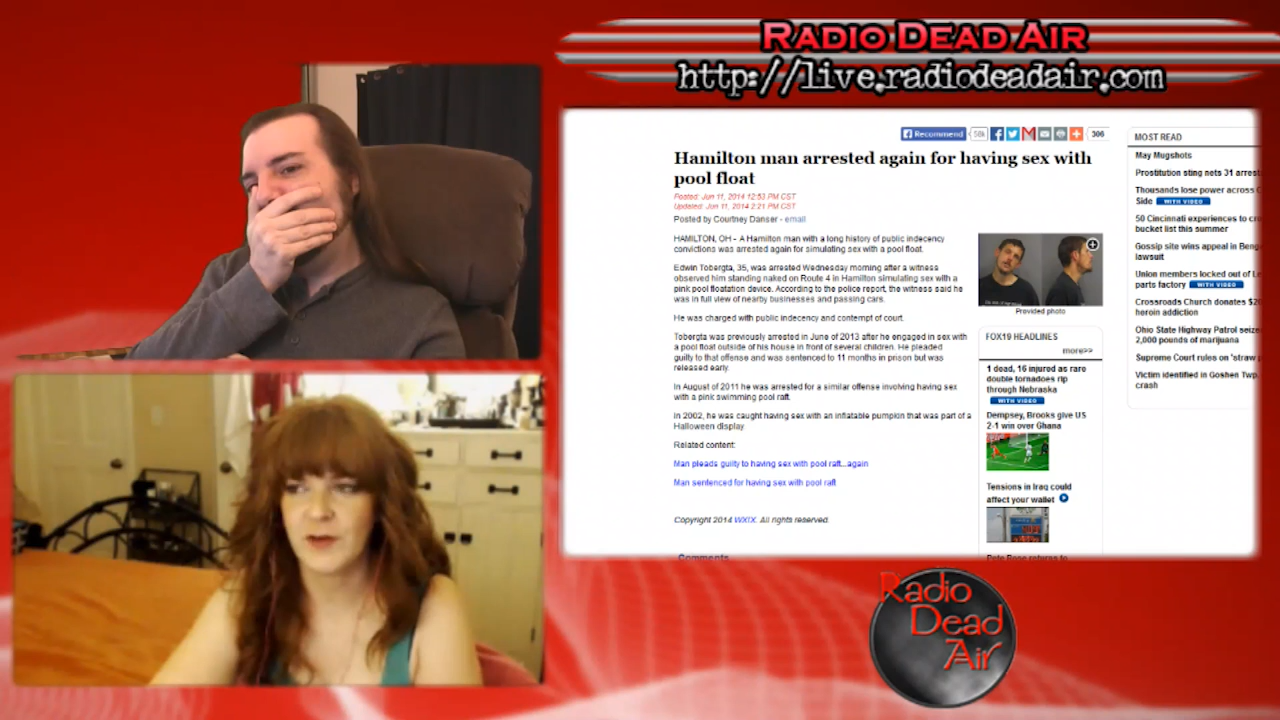 RADIO DEAD AIR
http://live.radiodeadair.com
Recommend 58k 306
Hamilton man arrested again for having sex with
pool float
Posted: Jun 11, 2014 12:53 PM CST
Updated: Jun 11, 2014 2:21 PM CST
Posted by Courtney Danser - email
HAMILTON, OH - A Hamilton man with a long history of public indecency
convictions was arrested again for simulating sex with a pool float.
Edwin Tobergta, 35, was arrested Wednesday morning after a witness
observed him standing naked on Route 4 in Hamilton simulating sex with a
pink pool floatation device. According to the police report, the witness said he
was in full view of nearby businesses and passing cars.
He was charged with public indecency and contempt of court.
Tobergta was previously arrested in June of 2013 after he engaged in sex with
a pool float outside of his house in front of several children. He pleaded
guilty to that offense and was sentenced to 11 months in prison but was
released early.
In August of 2011 he was arrested for a similar offense involving having sex
with a pink swimming pool raft.
In 2002, he was caught having sex with an inflatable pumpkin that was part of a
Halloween display
Related content:
Man pleads guilty to having sex with pool raft...again
Man sentenced for having sex with pool raft
Copyright 2014 WXIX. All rights reserved.
Comments
Provided photo
FOX19 HEADLINES
more>>
1 dead, 16 injured as rare
double tornadoes rip
through Nebraska
WITH VIDEO
Dempsey, Brooks give US
2-1 win over Ghana
Tensions in Iraq could
affect your wallet
Pete Rose returns to
MOST READ
May Mugshots
Prostitution sting nets 31 arrest
Thousands lose power across
Side WITH VIDEO
50 Cincinnati experiences to
bucket list this summer
Gossip site wins appeal in Beng
lawsuit
Union members locked out of
parts factory WITH VIDEO
Crossroads Church donates
heroin addiction
Ohio State Highway Patrol seize
2,000 pounds of marijuana
Supreme Court rules on 'straw
Victim identified in Goshen Twp.
crash
Radio
Dead
Air